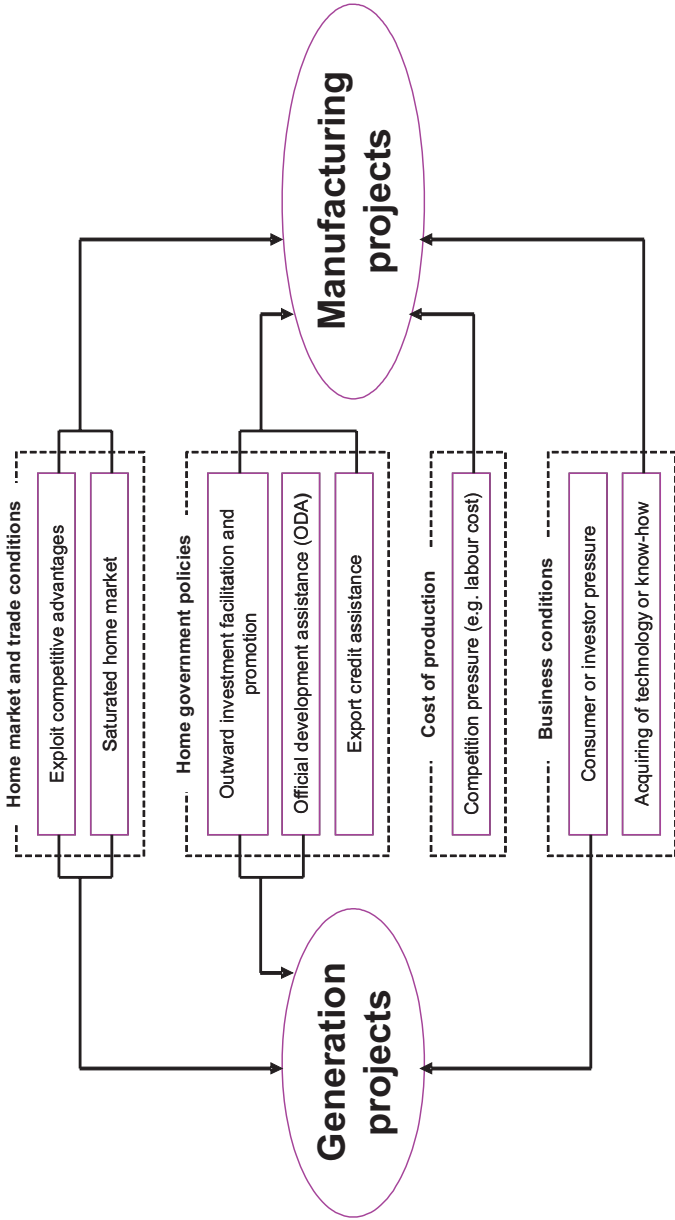 Home market and trade conditions
Exploit competitive advantages
Saturated home market
Home government policies
Outward investment facilitation and
promotion
Official development assistance (ODA)
Export credit assistance
Cost of production
Competition pressure (e.g. labour cost)
Business conditions
Consumer or investor pressure
Acquiring of technology or know-how
Generation
projects
Manufacturing
projects